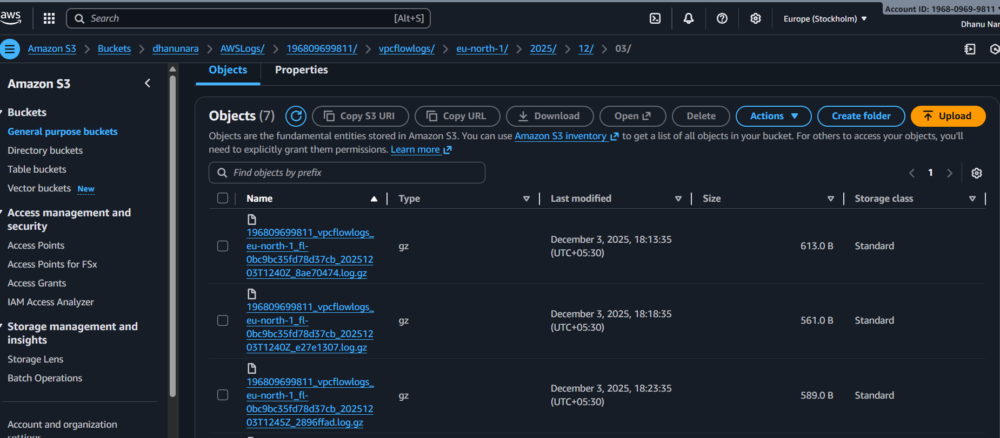 Account ID: 1968-0969-9811
aws
Search
[Alt+S]
Europe (Stockholm)
Dhanu Nar
Amazon S3
Buckets
dhanunara
AWSLogs/
196809699811/
vpcflowlogs/
eu-north-1/
2025/
12/
03/
Amazon S3
Buckets
General purpose buckets
Directory buckets
Table buckets
Vector buckets New
Access management and
security
Access Points
Access Points for FSx
Access Grants
IAM Access Analyzer
Storage management and
insights
Storage Lens
Batch Operations
Account and organization
settings
Objects
Properties
Objects (7)
Copy S3 URI
Copy URL
Download
Open
Delete
Actions
Create folder
Upload
Objects are the fundamental entities stored in Amazon S3. You can use Amazon S3 inventory to get a list of all objects in your bucket. For others to access your objects, you'll
need to explicitly grant them permissions. Learn more
Find objects by prefix
1
Name
Type
Last modified
Size
Storage class
196809699811_vpcflowlogs_
eu-north-1_fl-
0bc9bc35fd78d37cb_202512
03T1240Z_8ae70474.log.gz
gz
December 3, 2025, 18:13:35
(UTC+05:30)
613.0 B
Standard
196809699811_vpcflowlogs_
eu-north-1_fl-
0bc9bc35fd78d37cb_202512
03T1240Z_e27e1307.log.gz
gz
December 3, 2025, 18:18:35
(UTC+05:30)
561.0 B
Standard
196809699811_vpcflowlogs_
eu-north-1_fl-
0bc9bc35fd78d37cb_202512
03T1245Z_2896ffad.log.gz
gz
December 3, 2025, 18:23:35
(UTC+05:30)
589.0 B
Standard